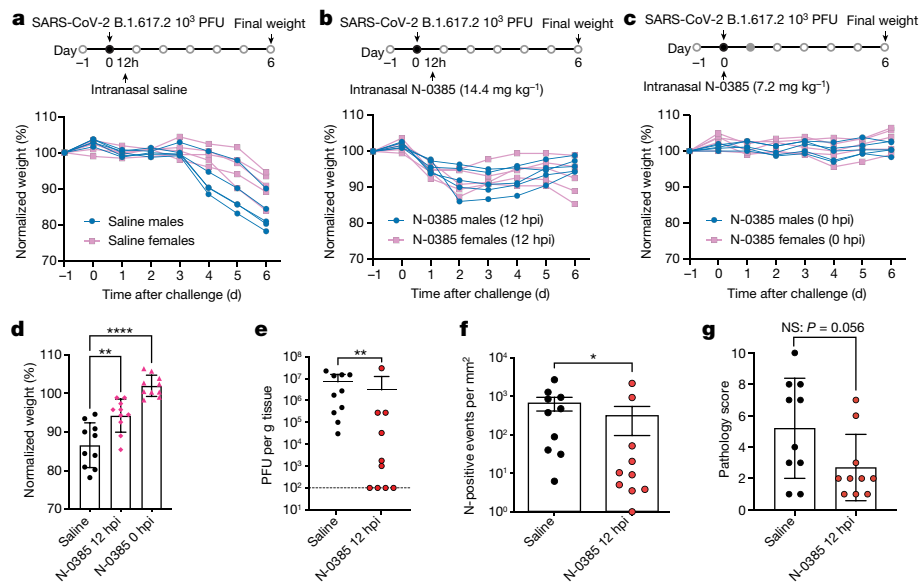 a
SARS-CoV-2 B.1.617.2 10³ PFU Final weight
Day
−1 0 12h 6
Intranasal saline
Normalized weight (%)
110
100
90
80
70
Saline males
Saline females
−1 0 1 2 3 4 5 6
Time after challenge (d)
b
SARS-CoV-2 B.1.617.2 10³ PFU Final weight
Day
−1 0 12h 6
Intranasal N-0385 (14.4 mg kg⁻¹)
Normalized weight (%)
110
100
90
80
70
N-0385 males (12 hpi)
N-0385 females (12 hpi)
−1 0 1 2 3 4 5 6
Time after challenge (d)
c
SARS-CoV-2 B.1.617.2 10³ PFU Final weight
Day
−1 0 6
Intranasal N-0385 (7.2 mg kg⁻¹)
Normalized weight (%)
110
100
90
80
70
N-0385 males (0 hpi)
N-0385 females (0 hpi)
−1 0 1 2 3 4 5 6
Time after challenge (d)
d
****
**
Normalized weight (%)
110
100
90
80
70
Saline
N-0385 12 hpi
N-0385 0 hpi
e
**
PFU per g tissue
10⁸
10⁷
10⁶
10⁵
10⁴
10³
10²
10¹
Saline
N-0385 12 hpi
f
*
N-positive events per mm²
10⁴
10³
10²
10¹
10⁰
Saline
N-0385 12 hpi
g
NS: P = 0.056
Pathology score
10
8
6
4
2
0
Saline
N-0385 12 hpi